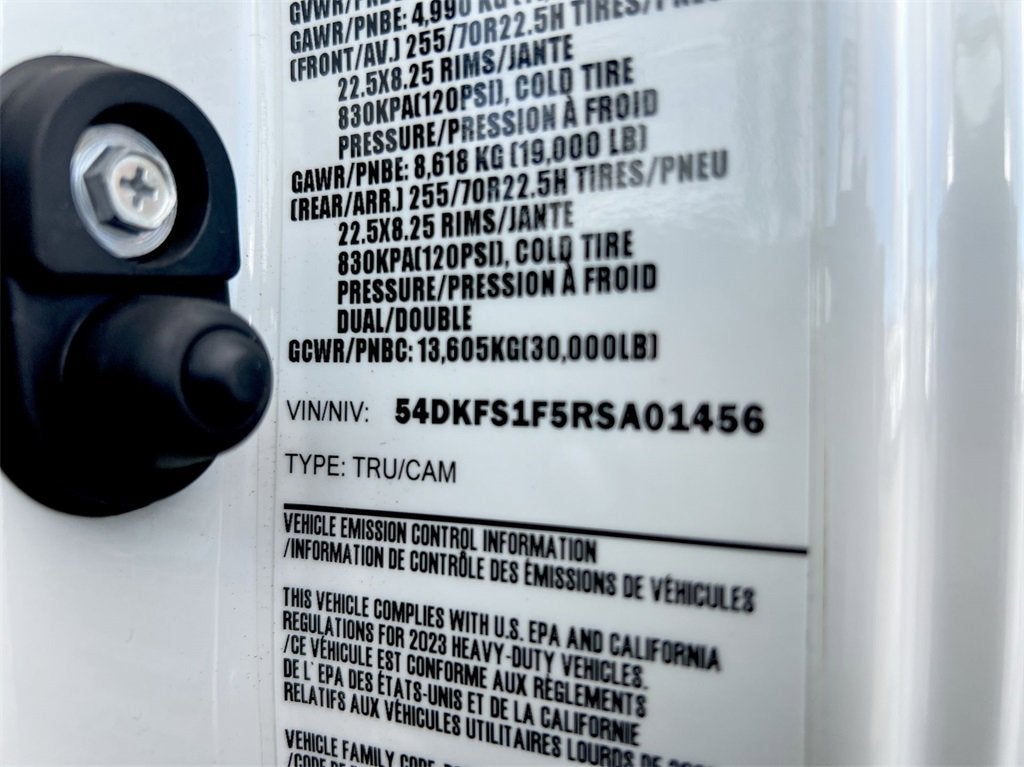 GVWR/PNBV
GAWR/PNBE: 4,990 KG
(FRONT/AV.) 255/70R22.5H TIRES/PNEU
22.5X8.25 RIMS/JANTE
830KPA(120PSI), COLD TIRE
PRESSURE/PRESSION À FROID
GAWR/PNBE: 8,618 KG (19,000 LB)
(REAR/ARR.) 255/70R22.5H TIRES/PNEU
22.5X8.25 RIMS/JANTE
830KPA(120PSI), COLD TIRE
PRESSURE/PRESSION À FROID
DUAL/DOUBLE
GCWR/PNBC: 13,605KG(30,000LB)
VIN/NIV: 54DKFS1F5RSA01456
TYPE: TRU/CAM
VEHICLE EMISSION CONTROL INFORMATION
/INFORMATION DE CONTRÔLE DES ÉMISSIONS DE VÉHICULES
THIS VEHICLE COMPLIES WITH U.S. EPA AND CALIFORNIA
REGULATIONS FOR 2023 HEAVY-DUTY VEHICLES.
/CE VÉHICULE EST CONFORME AUX RÉGLEMENTS
DE L'EPA DES ÉTATS-UNIS ET DE LA CALIFORNIE
RELATIFS AUX VÉHICULES UTILITAIRES LOURDS DE
VEHICLE FAMILY CODE